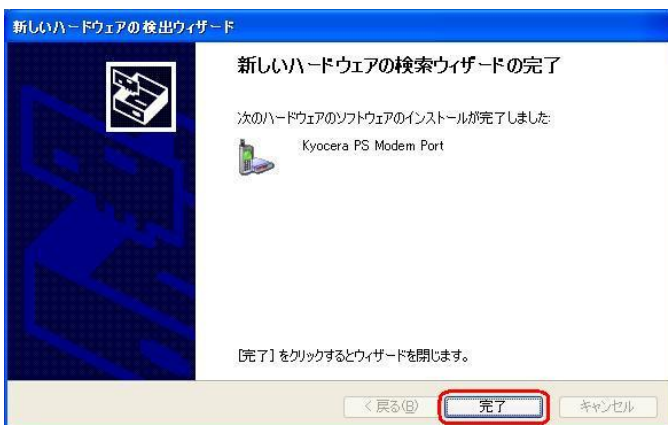 新しいハードウェアの検出ウィザード
新しいハードウェアの検索ウィザードの完了
次のハードウェアのソフトウェアのインストールが完了しました:
Kyocera PS Modem Port
[完了] をクリックするとウィザードを閉じます。
< 戻る(B)
完了
キャンセル